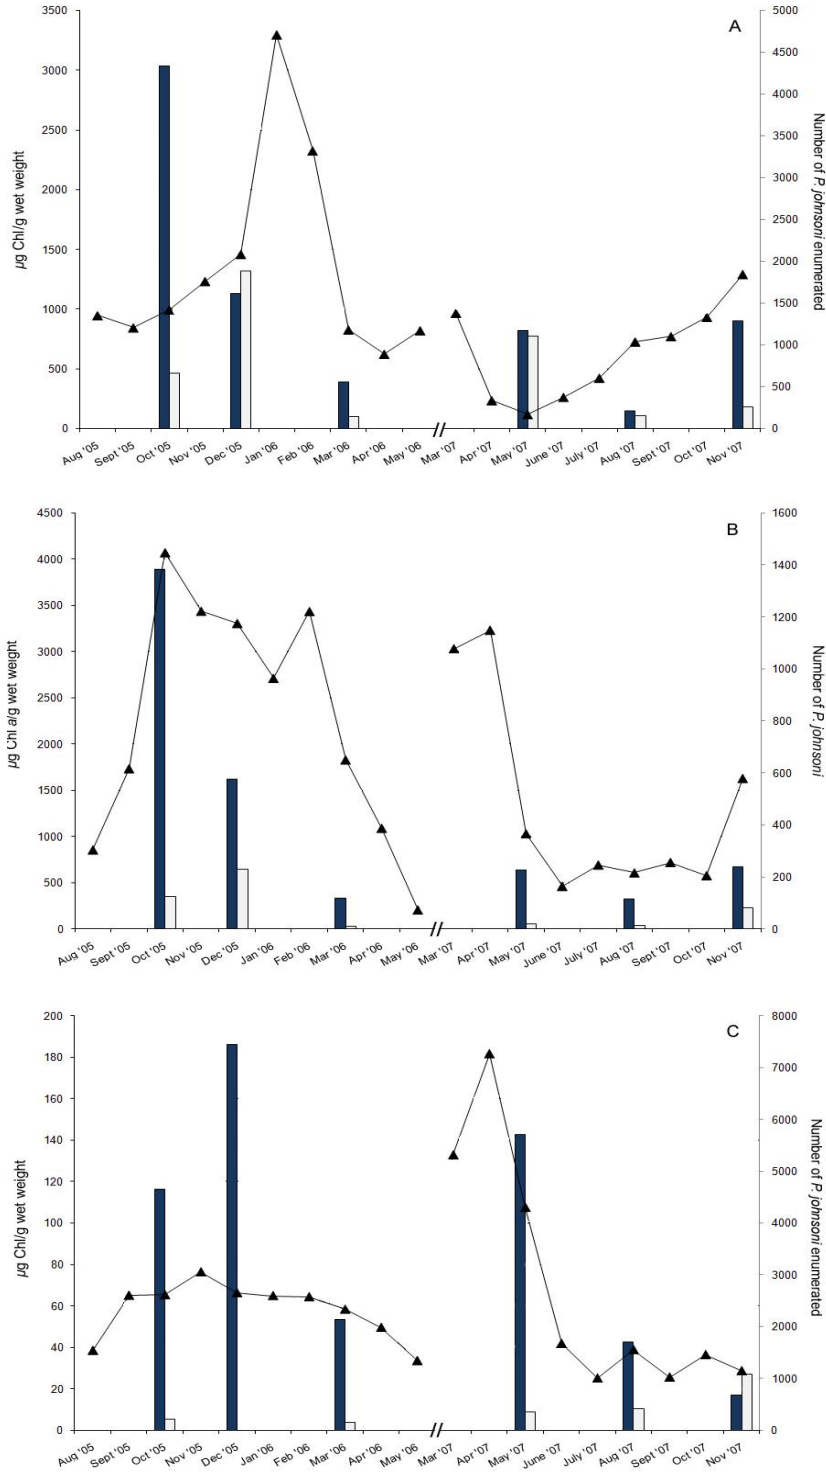 A
3500
3000
2500
2000
1500
1000
500
0
µg Chl/g wet weight
5000
4500
4000
3500
3000
2500
2000
1500
1000
500
0
Number of P. johnsoni enumerated
Aug '05
Sept '05
Oct '05
Nov '05
Dec '05
Jan '06
Feb '06
Mar '06
Apr '06
May '06
//
Mar '07
Apr '07
May '07
June '07
July '07
Aug '07
Sept '07
Oct '07
Nov '07
B
4500
4000
3500
3000
2500
2000
1500
1000
500
0
µg Chl a/g wet weight
1600
1400
1200
1000
800
600
400
200
0
Number of P. johnsoni
Aug '05
Sept '05
Oct '05
Nov '05
Dec '05
Jan '06
Feb '06
Mar '06
Apr '06
May '06
//
Mar '07
Apr '07
May '07
June '07
July '07
Aug '07
Sept '07
Oct '07
Nov '07
C
200
180
160
140
120
100
80
60
40
20
0
µg Chl/g wet weight
8000
7000
6000
5000
4000
3000
2000
1000
0
Number of P. johnsoni enumerated
Aug '05
Sept '05
Oct '05
Nov '05
Dec '05
Jan '06
Feb '06
Mar '06
Apr '06
May '06
//
Mar '07
Apr '07
May '07
June '07
July '07
Aug '07
Sept '07
Oct '07
Nov '07